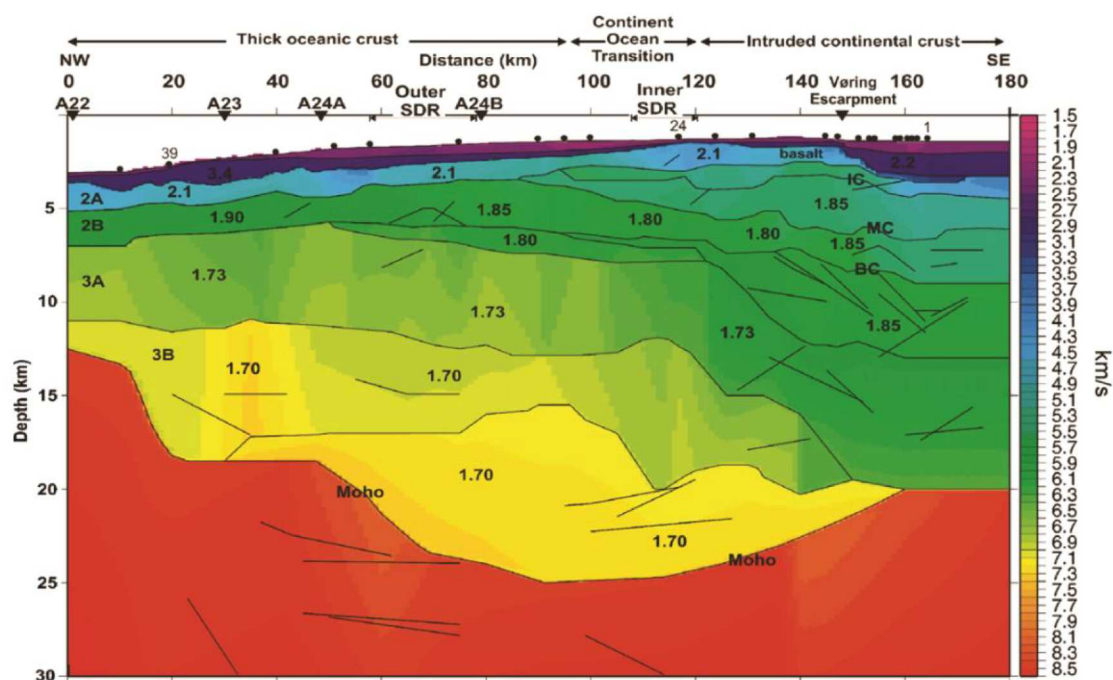 Continent
Thick oceanic crust Ocean Intruded continental crust
Transition
NW Distance (km) SE
0 20 40 60 80 100 120 140 160 180
Vøring
Escarpment
A22 A23 A24A Outer SDR A24B Inner SDR
39 24 1
2.1 basalt 2.2
3.4
2A 2.1 2.1 IC
1.85
5
2B 1.90 1.85 1.80 1.80 MC
1.80 1.85
BC
3A 1.73
10
1.73 1.73 1.85
3B
1.70 1.70
15
20
Moho 1.70
1.70
Moho
25
30
Depth (km)
1.5
1.7
1.9
2.1
2.3
2.5
2.7
2.9
3.1
3.3
3.5
3.7
3.9
4.1
4.3
4.5
4.7
4.9
5.1
5.3
5.5
5.7
5.9
6.1
6.3
6.5
6.7
6.9
7.1
7.3
7.5
7.7
7.9
8.1
8.3
8.5
km/s